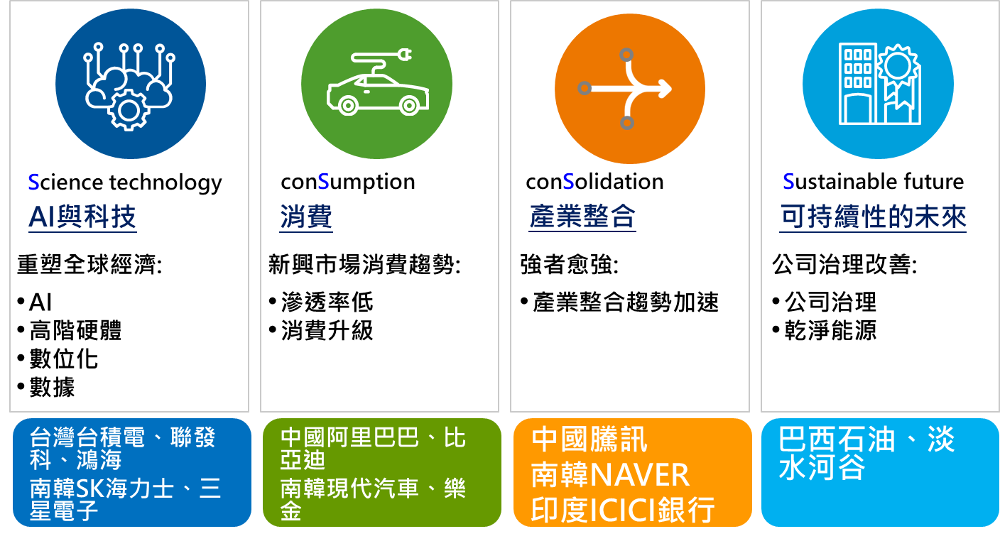 Science technology
AI與科技
重塑全球經濟:
•AI
•高階硬體
•數位化
•數據
台灣台積電、聯發
科、鴻海
南韓SK海力士、三
星電子
conSumption
消費
新興市場消費趨勢:
•滲透率低
•消費升級
中國阿里巴巴、比
亞迪
南韓現代汽車、樂
金
conSolidation
產業整合
強者愈強:
•產業整合趨勢加速
中國騰訊
南韓NAVER
印度ICICI銀行
Sustainable future
可持續性的未來
公司治理改善:
•公司治理
•乾淨能源
巴西石油、淡
水河谷